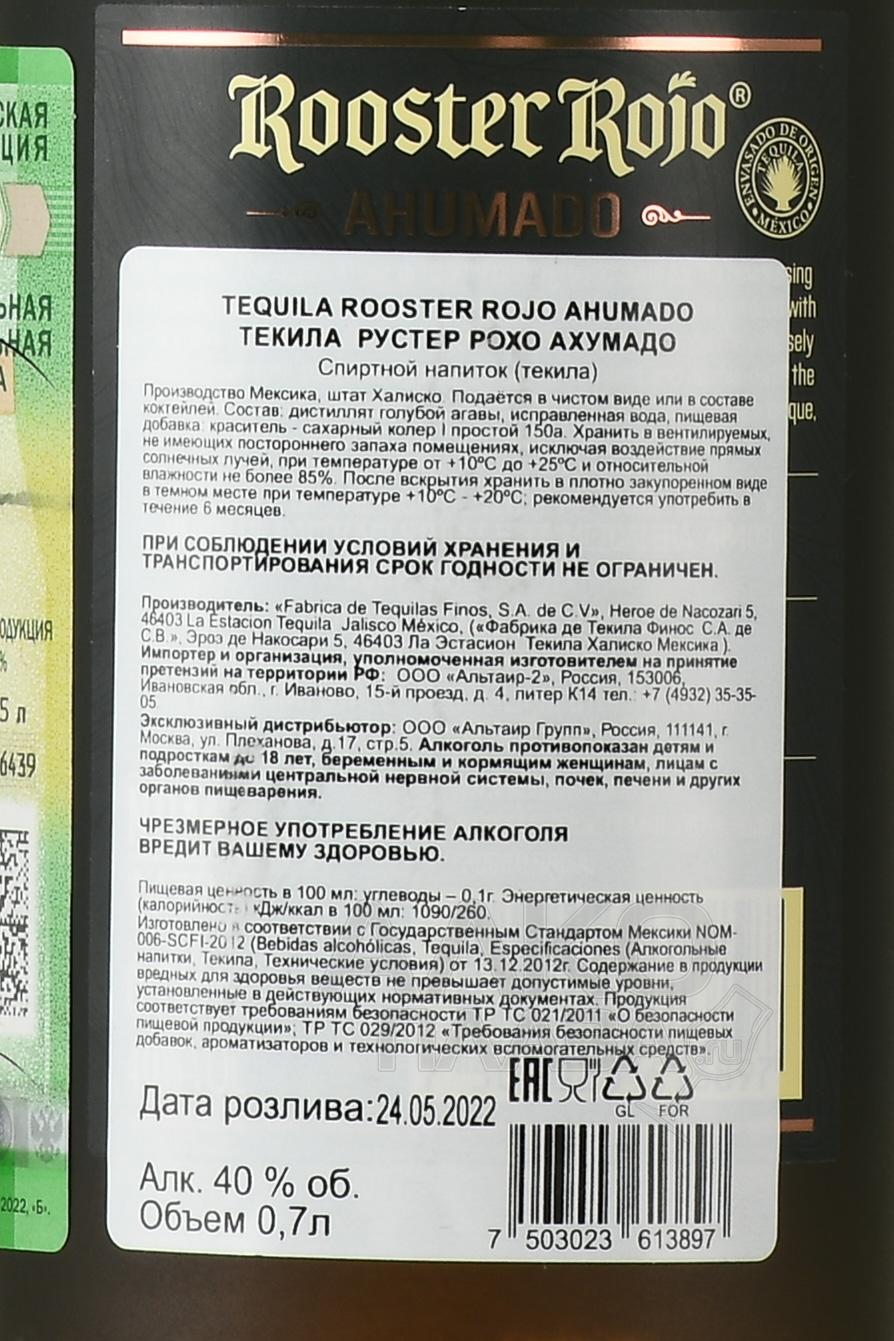 СКАЯ
ЦИЯ
ЬНАЯ
ЬНАЯ
А
ОДУКЦИЯ
%
5 л
6439
2022, «Б».
Rooster Rojo®
ENVASADO DE ORIGEN
TEQUILA
MÉXICO
AHUMADO
sing
with
sely
the
que,
TEQUILA ROOSTER ROJO AHUMADO
ТЕКИЛА РУСТЕР РОХО АХУМАДО
Спиртной напиток (текила)
Производство Мексика, штат Халиско. Подаётся в чистом виде или в составе
коктейлей. Состав: дистиллят голубой агавы, исправленная вода, пищевая
добавка: краситель - сахарный колер I простой 150а. Хранить в вентилируемых,
не имеющих постороннего запаха помещениях, исключая воздействие прямых
солнечных лучей, при температуре от +10°С до +25°С и относительной
влажности не более 85%. После вскрытия хранить в плотно закупоренном виде
в темном месте при температуре +10°С - +20°С; рекомендуется употребить в
течение 6 месяцев.
ПРИ СОБЛЮДЕНИИ УСЛОВИЙ ХРАНЕНИЯ И
ТРАНСПОРТИРОВАНИЯ СРОК ГОДНОСТИ НЕ ОГРАНИЧЕН.
Производитель: «Fabrica de Tequilas Finos, S.A. de C.V», Heroe de Nacozari 5,
46403 La Estacion Tequila Jalisco México, («Фабрика де Текила Финос С.А. де
С.В.», Эроэ де Накосари 5, 46403 Ла Эстасион Текила Халиско Мексика ).
Импортер и организация, уполномоченная изготовителем на принятие
претензий на территории РФ: ООО «Альтаир-2», Россия, 153006,
Ивановская обл., г. Иваново, 15-й проезд, д. 4, литер К14 тел.: +7 (4932) 35-35-
05
Эксклюзивный дистрибьютор: ООО «Альтаир Групп», Россия, 111141, г.
Москва, ул. Плеханова, д.17, стр.5. Алкоголь противопоказан детям и
подросткам до 18 лет, беременным и кормящим женщинам, лицам с
заболеваниями центральной нервной системы, почек, печени и других
органов пищеварения.
ЧРЕЗМЕРНОЕ УПОТРЕБЛЕНИЕ АЛКОГОЛЯ
ВРЕДИТ ВАШЕМУ ЗДОРОВЬЮ.
Пищевая ценность в 100 мл: углеводы – 0,1г. Энергетическая ценность
(калорийность) кДж/ккал в 100 мл: 1090/260.
Изготовлено в соответствии с Государственным Стандартом Мексики NOM-
006-SCFI-2012 (Bebidas alcohólicas, Tequila, Especificaciones (Алкогольные
напитки, Текила, Технические условия) от 13.12.2012г. Содержание в продукции
вредных для здоровья веществ не превышает допустимые уровни,
установленные в действующих нормативных документах. Продукция
соответствует требованиям безопасности ТР ТС 021/2011 «О безопасности
пищевой продукции»; ТР ТС 029/2012 «Требования безопасности пищевых
добавок, ароматизаторов и технологических вспомогательных средств».
EAC
GL FOR
Дата розлива:24.05.2022
Алк. 40 % об.
Объем 0,7л
7 503023 613897